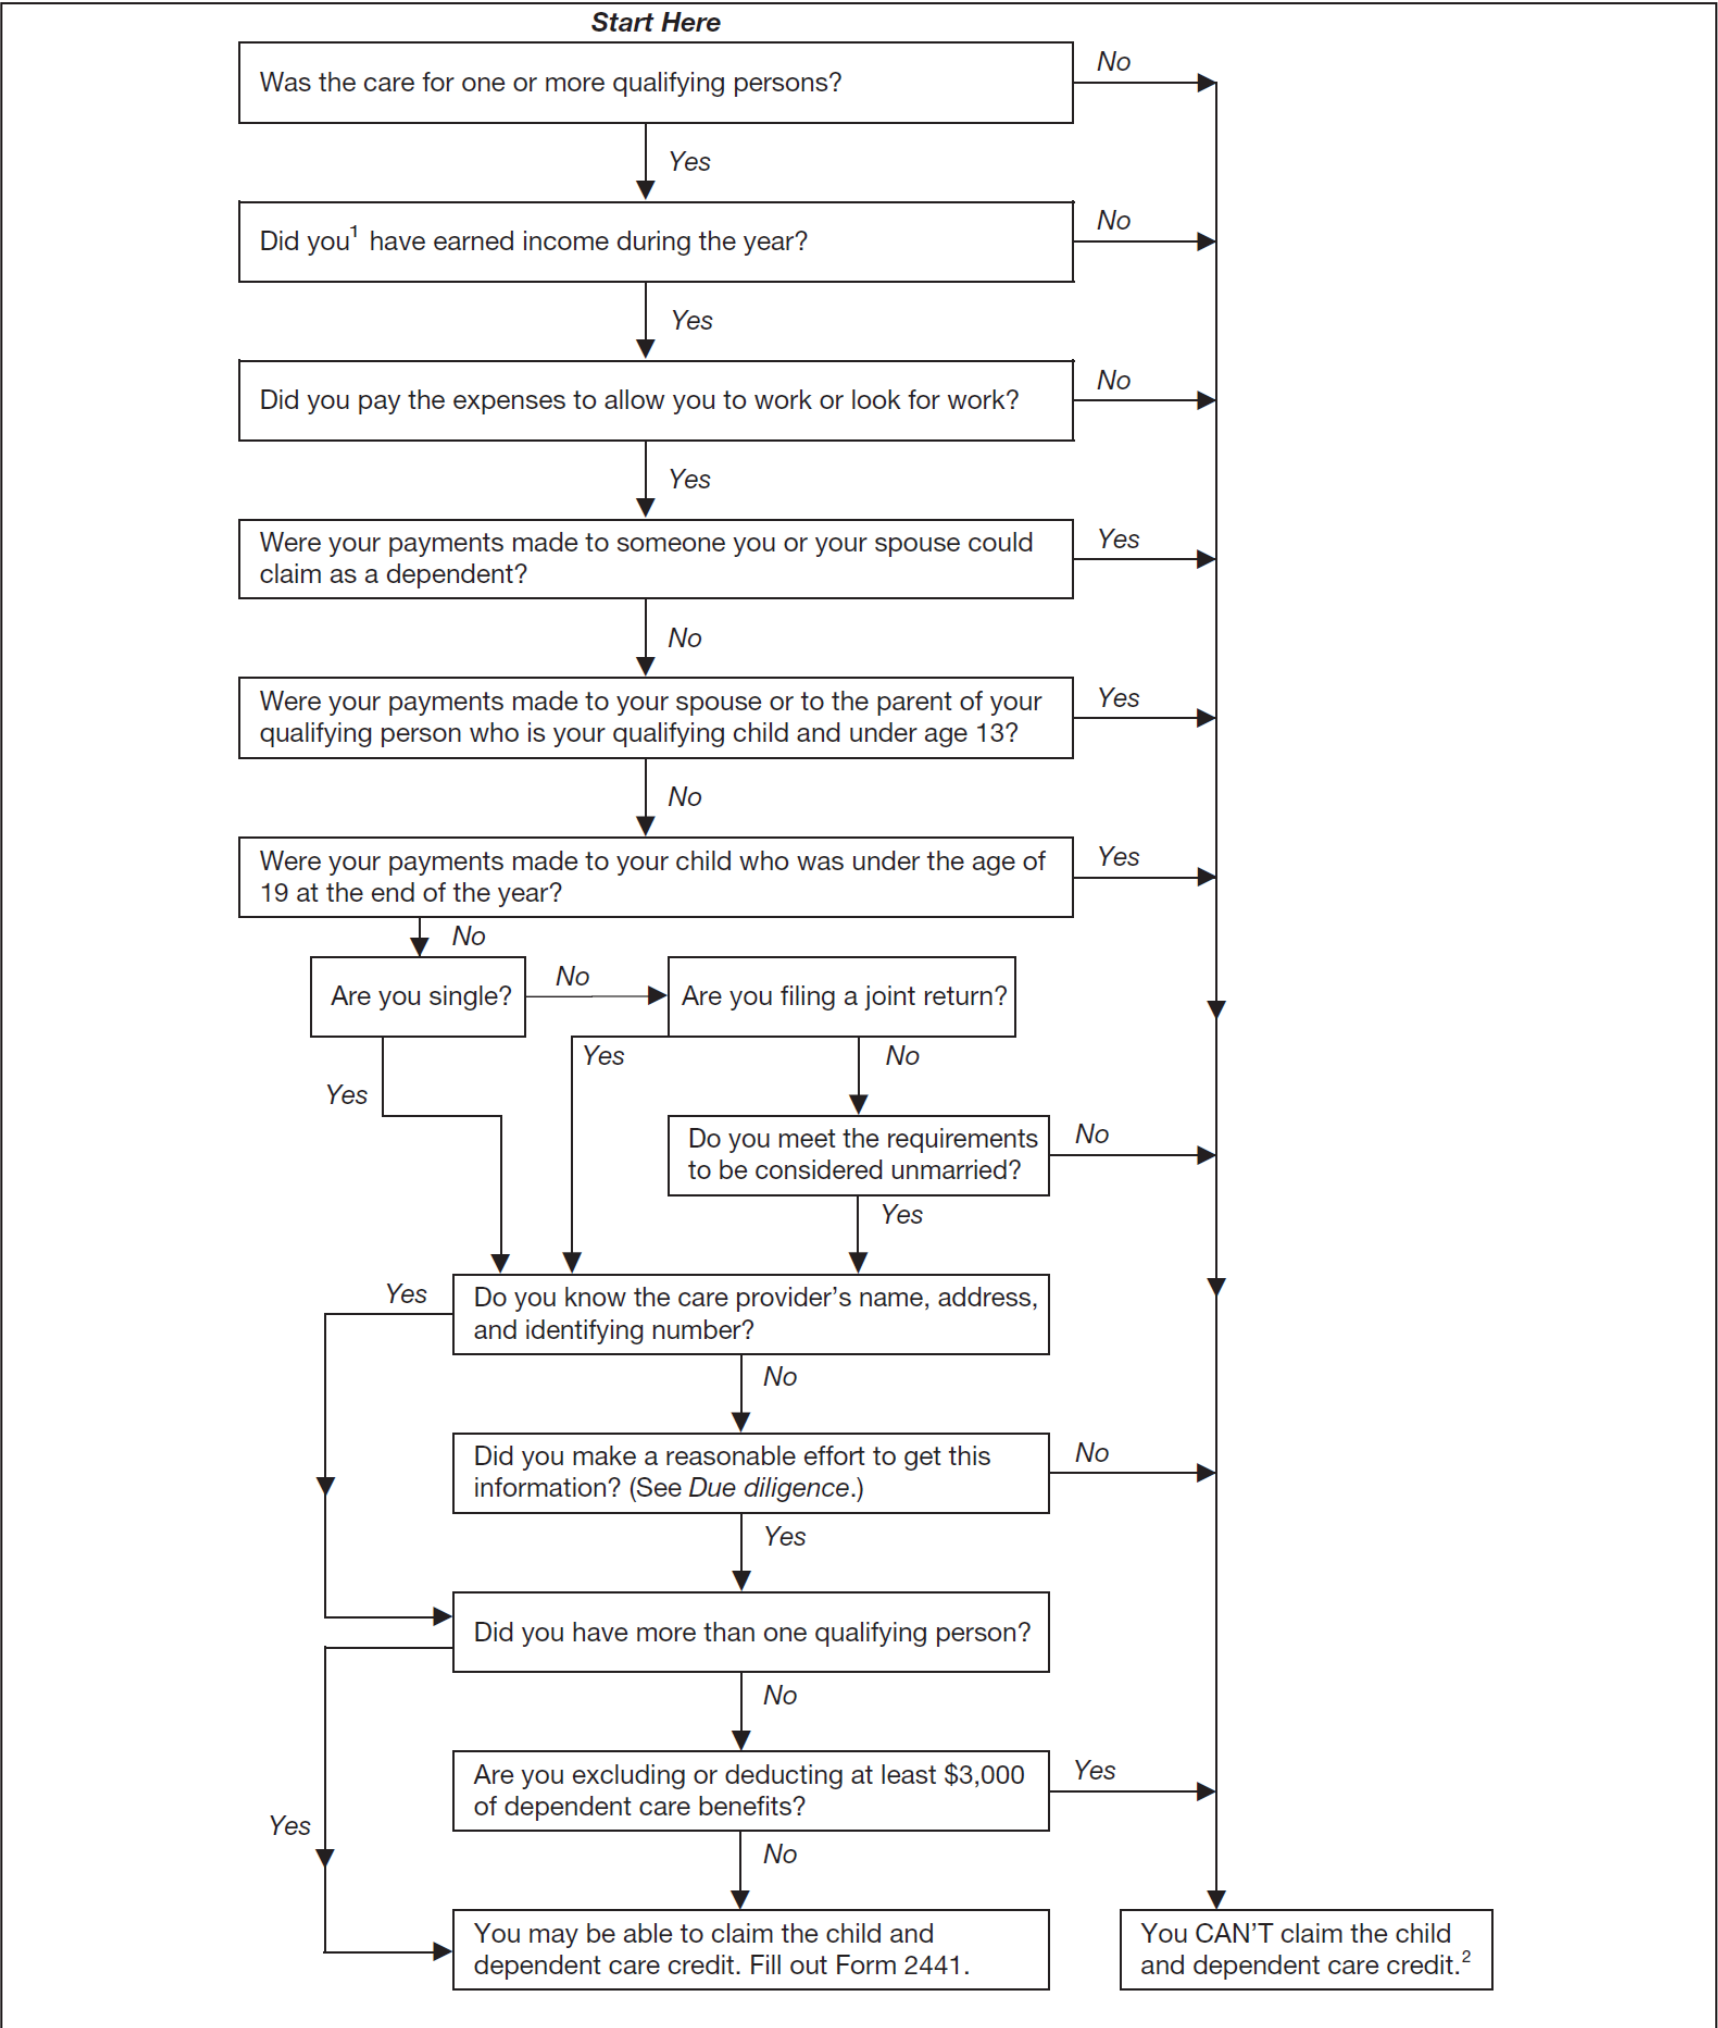 Start Here
Was the care for one or more qualifying persons?
No
Yes
Did you1 have earned income during the year?
No
Yes
Did you pay the expenses to allow you to work or look for work?
No
Yes
Were your payments made to someone you or your spouse could
claim as a dependent?
Yes
No
Were your payments made to your spouse or to the parent of your
qualifying person who is your qualifying child and under age 13?
Yes
No
Were your payments made to your child who was under the age of
19 at the end of the year?
Yes
No
Are you single?
No
Are you filing a joint return?
Yes
Yes
No
Do you meet the requirements
to be considered unmarried?
No
Yes
Do you know the care provider’s name, address,
and identifying number?
Yes
No
Did you make a reasonable effort to get this
information? (See Due diligence.)
No
Yes
Did you have more than one qualifying person?
Yes
No
Are you excluding or deducting at least $3,000
of dependent care benefits?
Yes
No
You may be able to claim the child and
dependent care credit. Fill out Form 2441.
You CAN’T claim the child
and dependent care credit.2